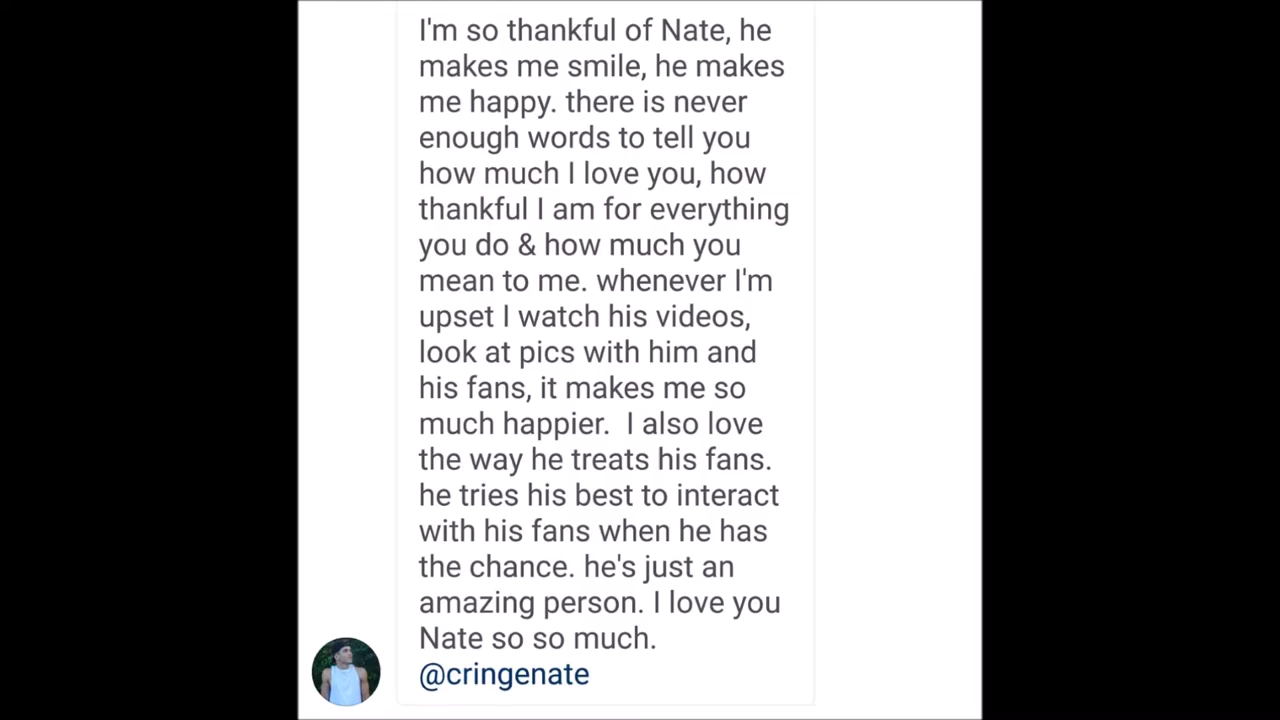 I'm so thankful of Nate, he
makes me smile, he makes
me happy. there is never
enough words to tell you
how much I love you, how
thankful I am for everything
you do & how much you
mean to me. whenever I'm
upset I watch his videos,
look at pics with him and
his fans, it makes me so
much happier.  I also love
the way he treats his fans.
he tries his best to interact
with his fans when he has
the chance. he's just an
amazing person. I love you
Nate so so much.
@cringenate